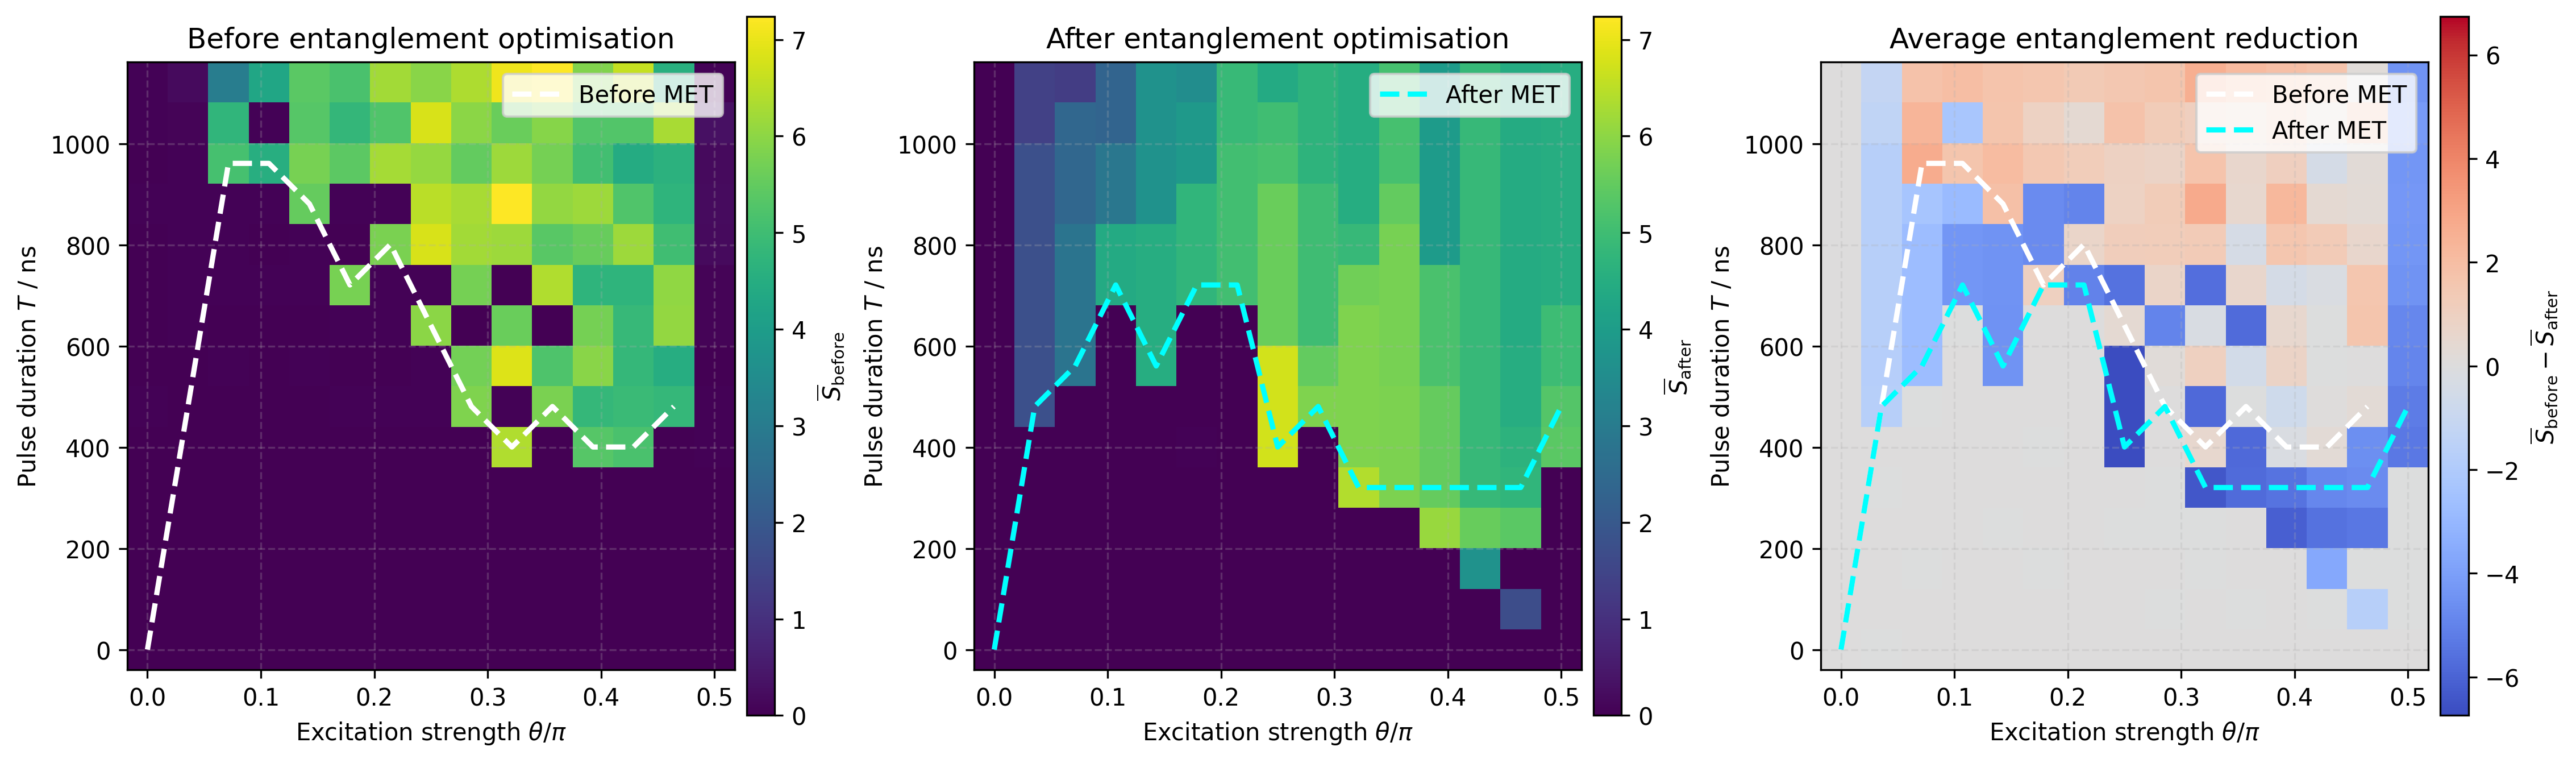 Before entanglement optimisation
Before MET
1000
800
600
400
200
0
Pulse duration T / ns
0.0 0.1 0.2 0.3 0.4 0.5
Excitation strength θ/π
7
6
5
4
3
2
1
0
S̅before
After entanglement optimisation
After MET
1000
800
600
400
200
0
Pulse duration T / ns
0.0 0.1 0.2 0.3 0.4 0.5
Excitation strength θ/π
7
6
5
4
3
2
1
0
S̅after
Average entanglement reduction
Before MET
After MET
1000
800
600
400
200
0
Pulse duration T / ns
0.0 0.1 0.2 0.3 0.4 0.5
Excitation strength θ/π
6
4
2
0
−2
−4
−6
S̅before − S̅after